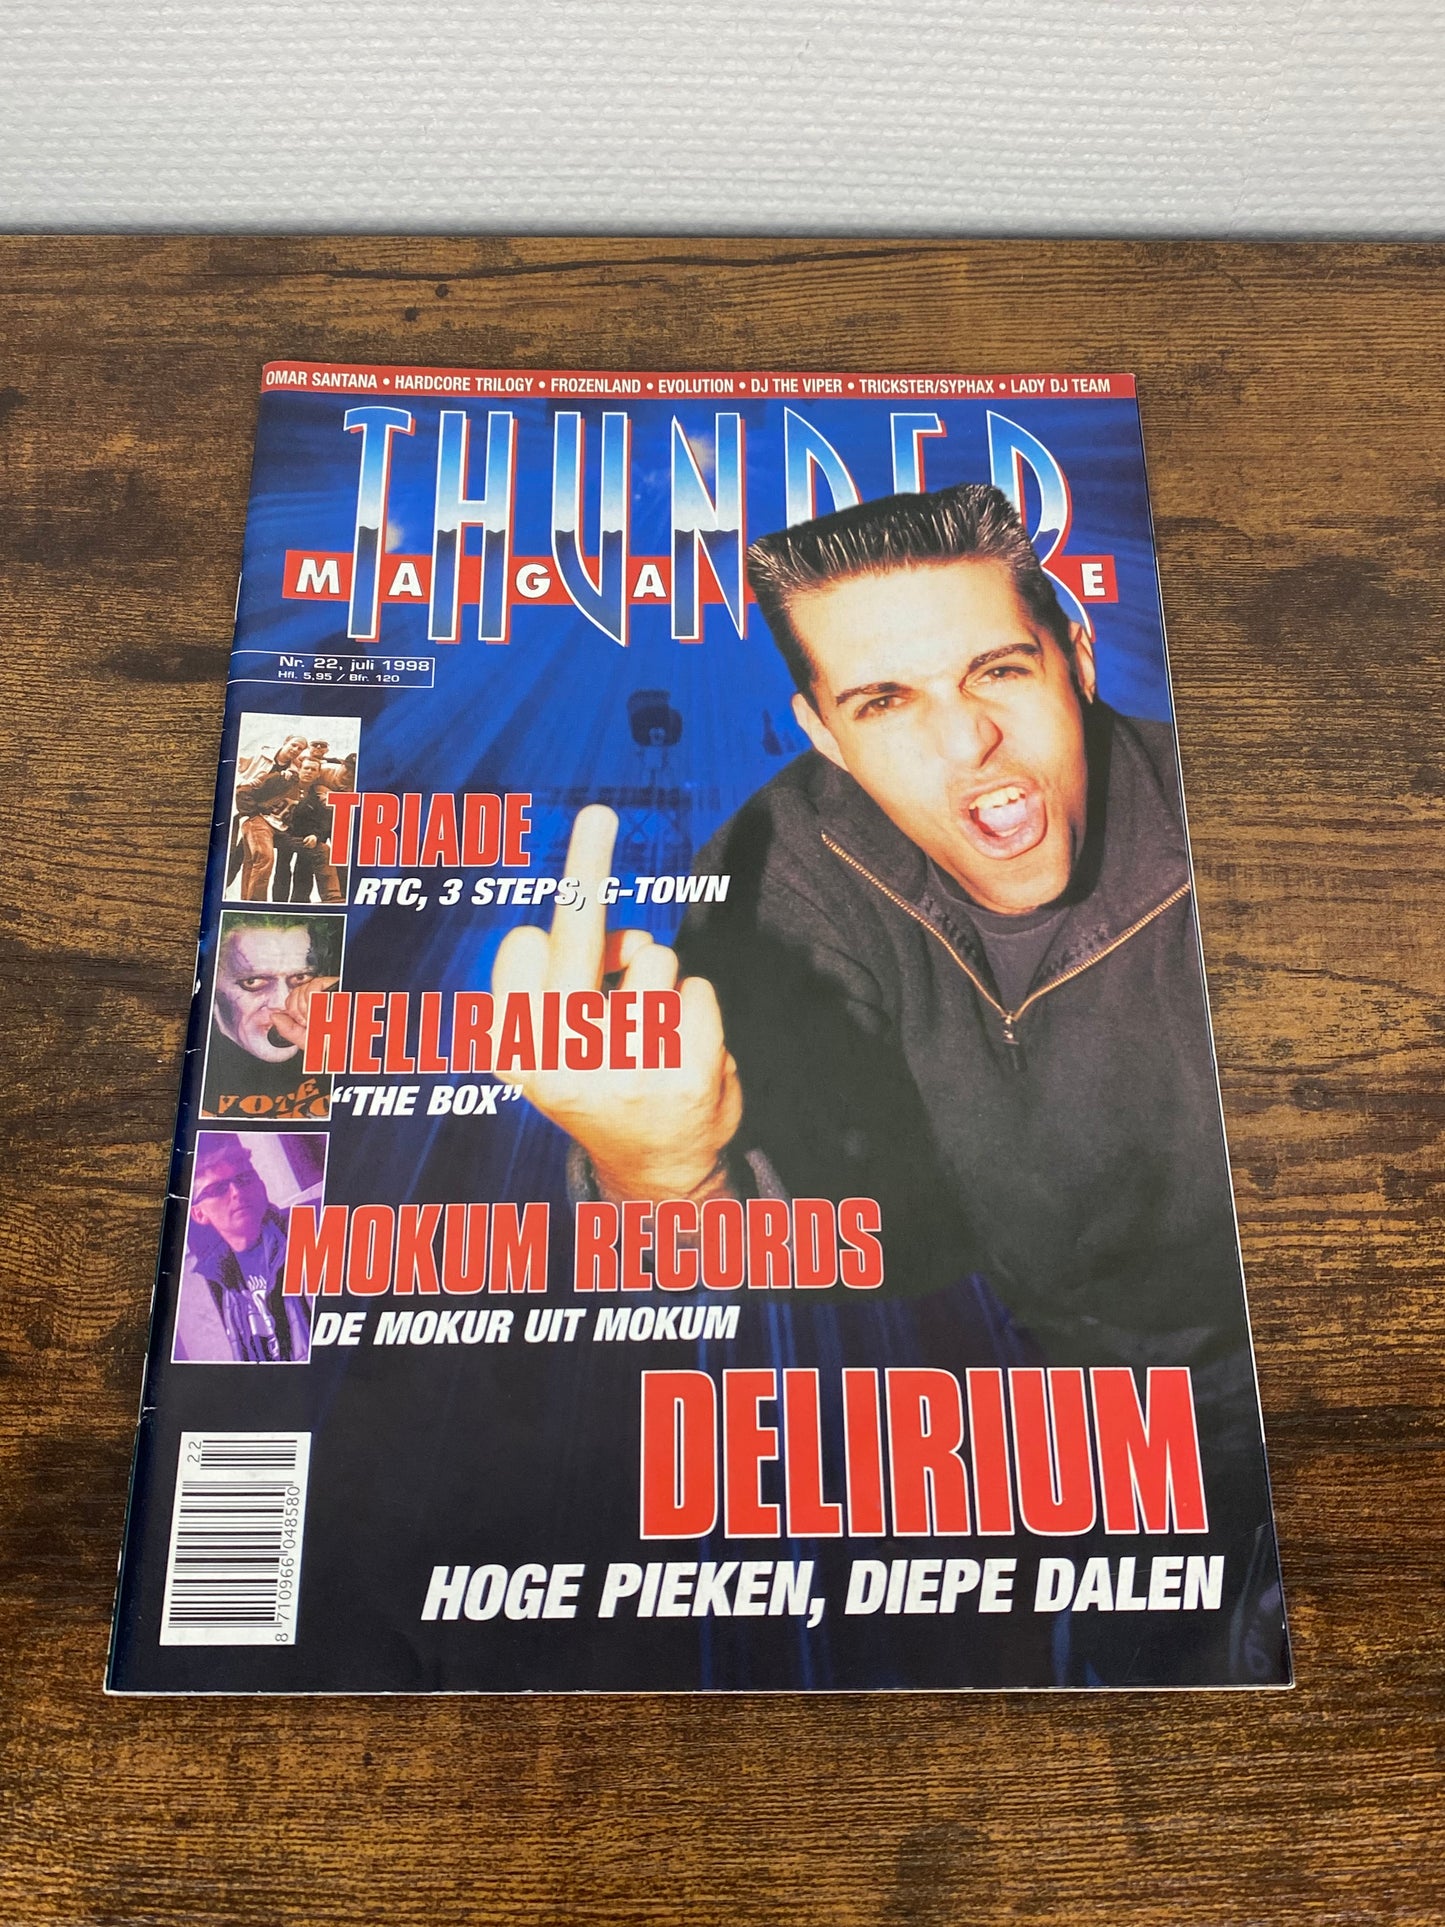 OMAR SANTANA • HARDCORE TRILOGY • FROZENLAND • EVOLUTION • DJ THE VIPER • TRICKSTER/SYPHAX • LADY DJ TEAM
THUNDER
MAGA E
Nr. 22, juli 1998
Hfl. 5,95 / Bfr. 120
TRIADE
RTC, 3 STEPS, G-TOWN
HELLRAISER
"THE BOX"
VOTE
MOKUM RECORDS
DE MOKUR UIT MOKUM
DELIRIUM
HOGE PIEKEN, DIEPE DALEN
22
8 710966 048580